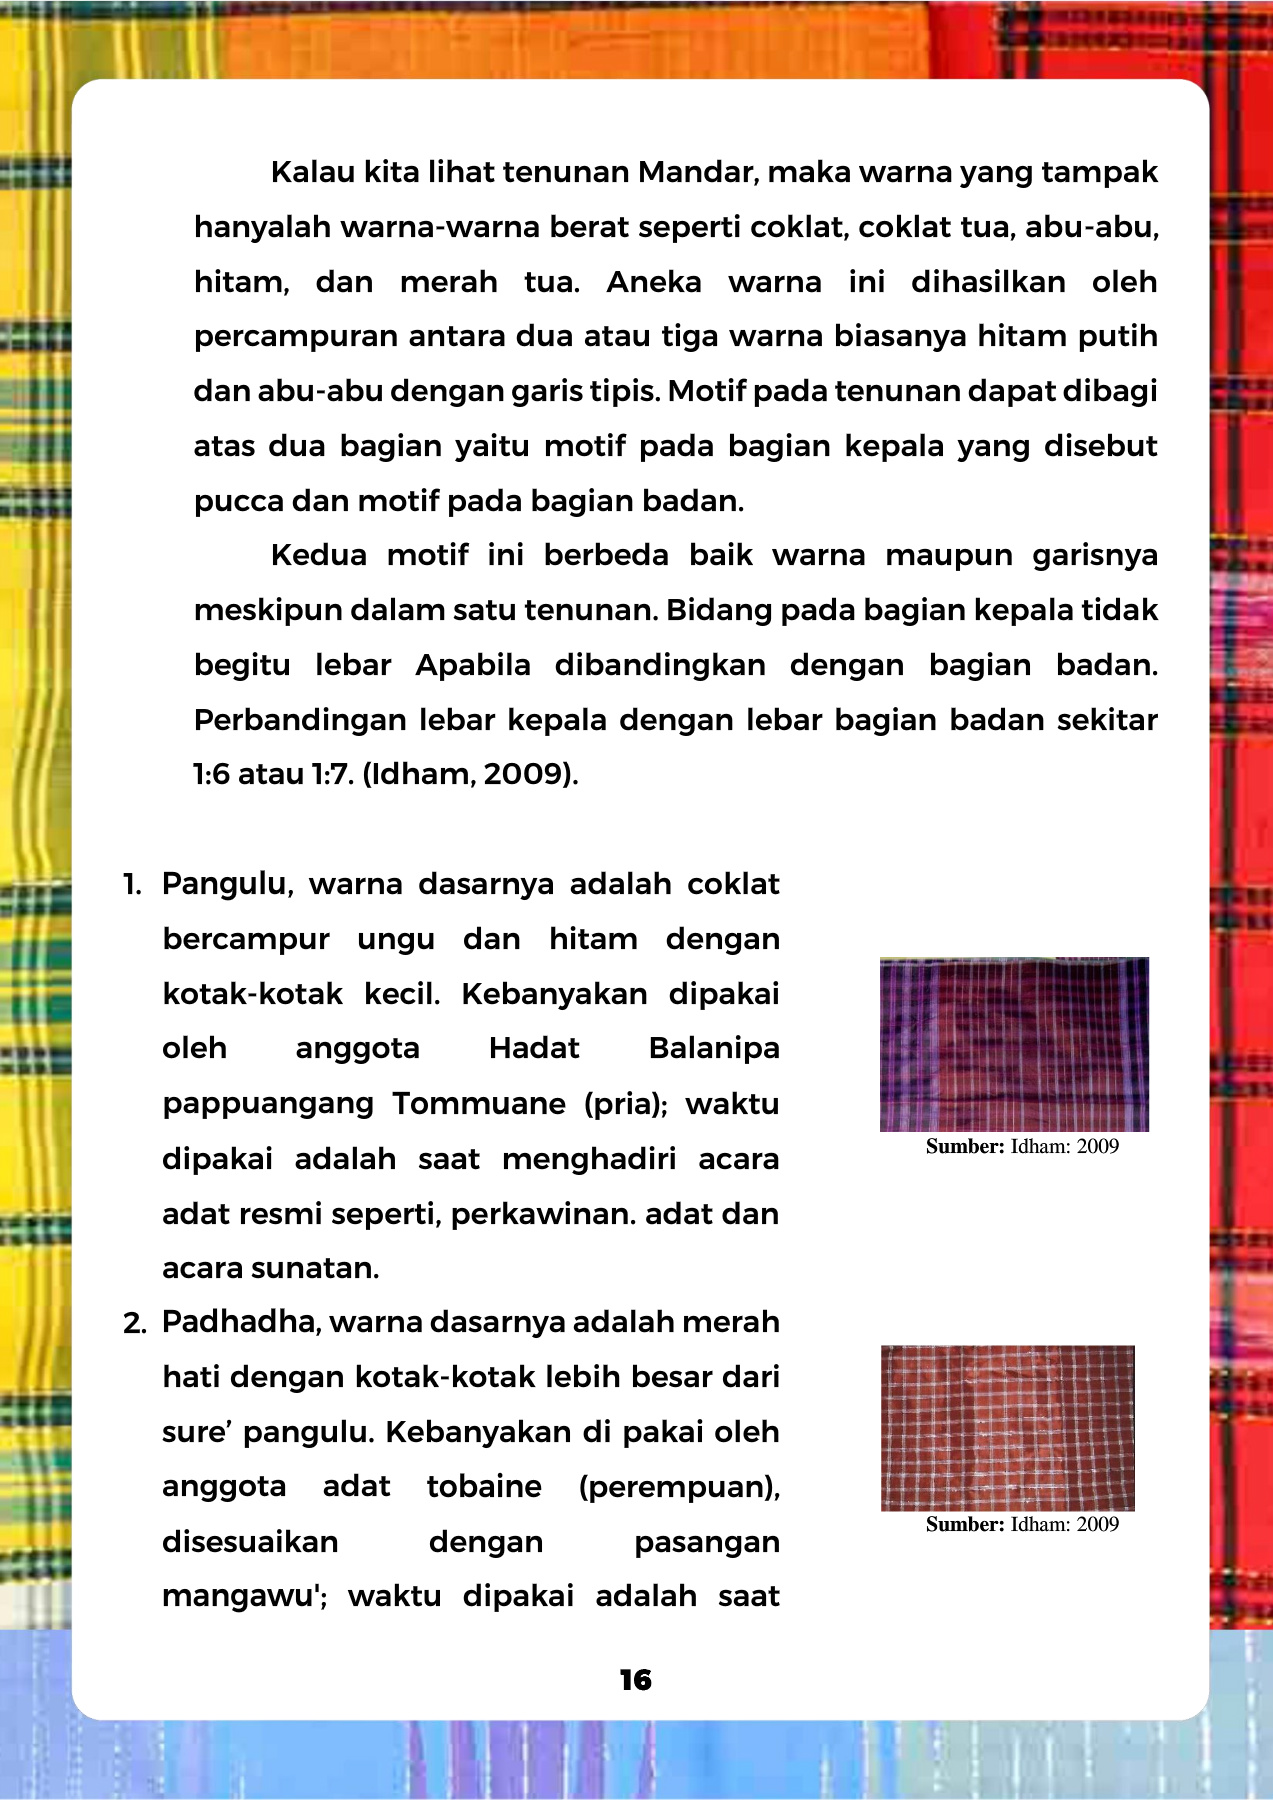 Kalau kita lihat tenunan Mandar, maka warna yang tampak
hanyalah warna-warna berat seperti coklat, coklat tua, abu-abu,
hitam, dan merah tua. Aneka warna ini dihasilkan oleh
percampuran antara dua atau tiga warna biasanya hitam putih
dan abu-abu dengan garis tipis. Motif pada tenunan dapat dibagi
atas dua bagian yaitu motif pada bagian kepala yang disebut
pucca dan motif pada bagian badan.
Kedua motif ini berbeda baik warna maupun garisnya
meskipun dalam satu tenunan. Bidang pada bagian kepala tidak
begitu lebar Apabila dibandingkan dengan bagian badan.
Perbandingan lebar kepala dengan lebar bagian badan sekitar
1:6 atau 1:7. (Idham, 2009).
1. Pangulu, warna dasarnya adalah coklat
bercampur ungu dan hitam dengan
kotak-kotak kecil. Kebanyakan dipakai
oleh anggota Hadat Balanipa
pappuangang Tommuane (pria); waktu
dipakai adalah saat menghadiri acara
adat resmi seperti, perkawinan. adat dan
acara sunatan.
Sumber: Idham: 2009
2. Padhadha, warna dasarnya adalah merah
hati dengan kotak-kotak lebih besar dari
sure’ pangulu. Kebanyakan di pakai oleh
anggota adat tobaine (perempuan),
disesuaikan dengan pasangan
mangawu'; waktu dipakai adalah saat
Sumber: Idham: 2009
16